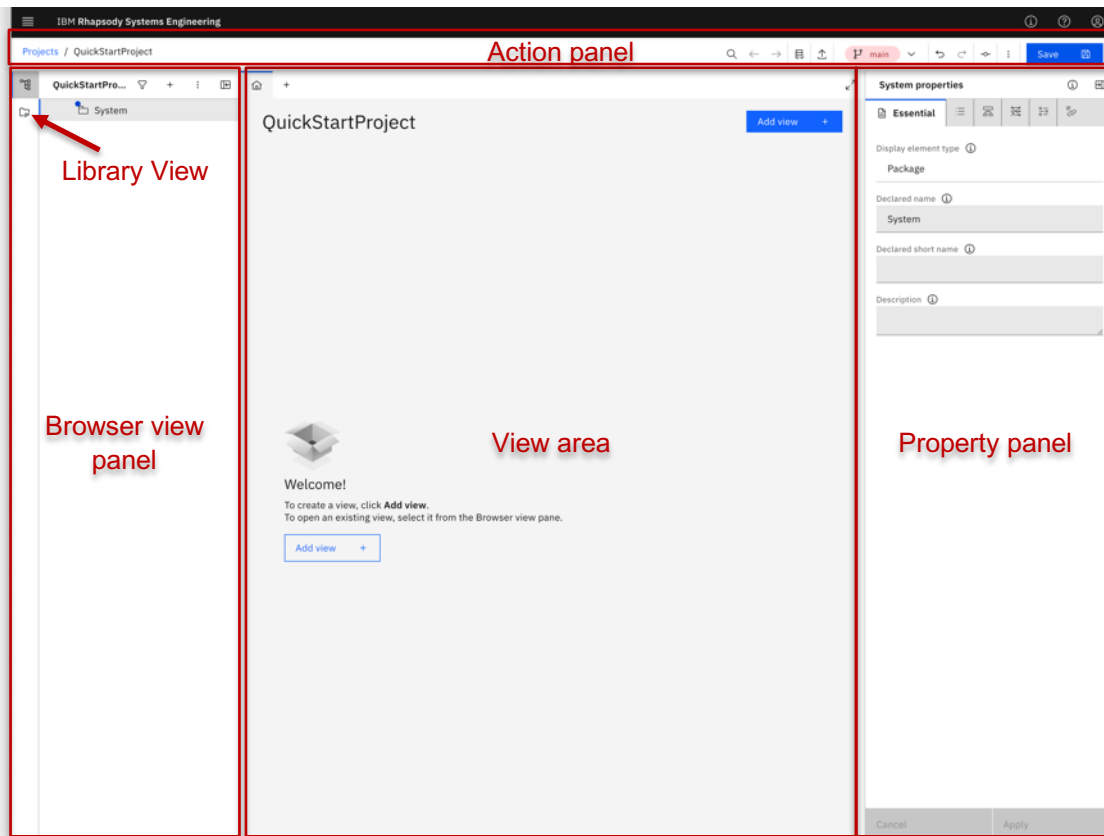 IBM Rhapsody Systems Engineering
Projects / QuickStartProject
Action panel
main
Save
QuickStartPro...
System
Library View
Browser view
panel
QuickStartProject
Add view +
View area
Welcome!
To create a view, click Add view.
To open an existing view, select it from the Browser view pane.
Add view +
System properties
Essential
Display element type
Package
Declared name
System
Declared short name
Description
Property panel
Cancel
Apply